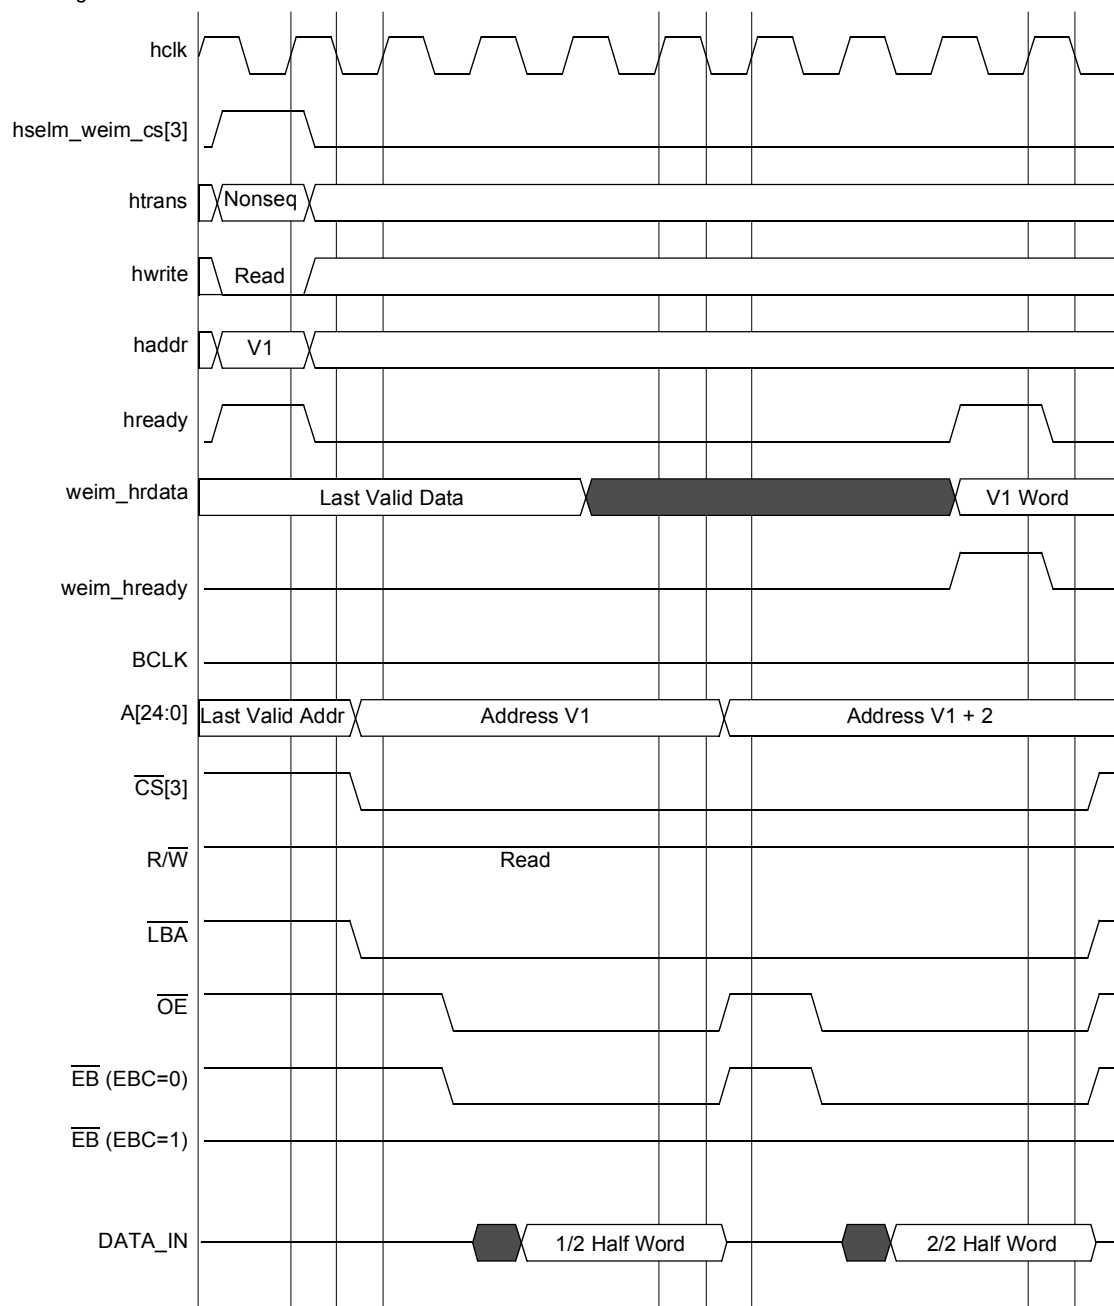 hclk
hselm_weim_cs[3]
htrans Nonseq
hwrite Read
haddr V1
hready
weim_hrdata Last Valid Data V1 Word
weim_hready
BCLK
A[24:0] Last Valid Addr Address V1 Address V1 + 2
CS[3]
R/W Read
LBA
OE
EB (EBC=0)
EB (EBC=1)
DATA_IN 1/2 Half Word 2/2 Half Word